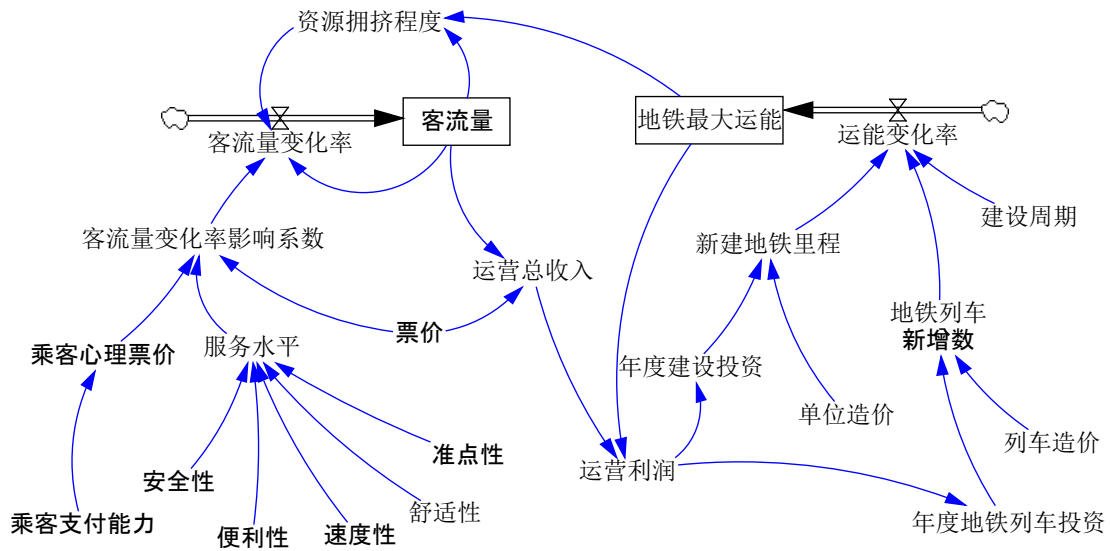 资源拥挤程度
客流量
地铁最大运能
客流量变化率
运能变化率
建设周期
客流量变化率影响系数
新建地铁里程
运营总收入
地铁列车
新增数
票价
乘客心理票价
服务水平
年度建设投资
单位造价
列车造价
准点性
运营利润
安全性
舒适性
乘客支付能力
便利性
速度性
年度地铁列车投资